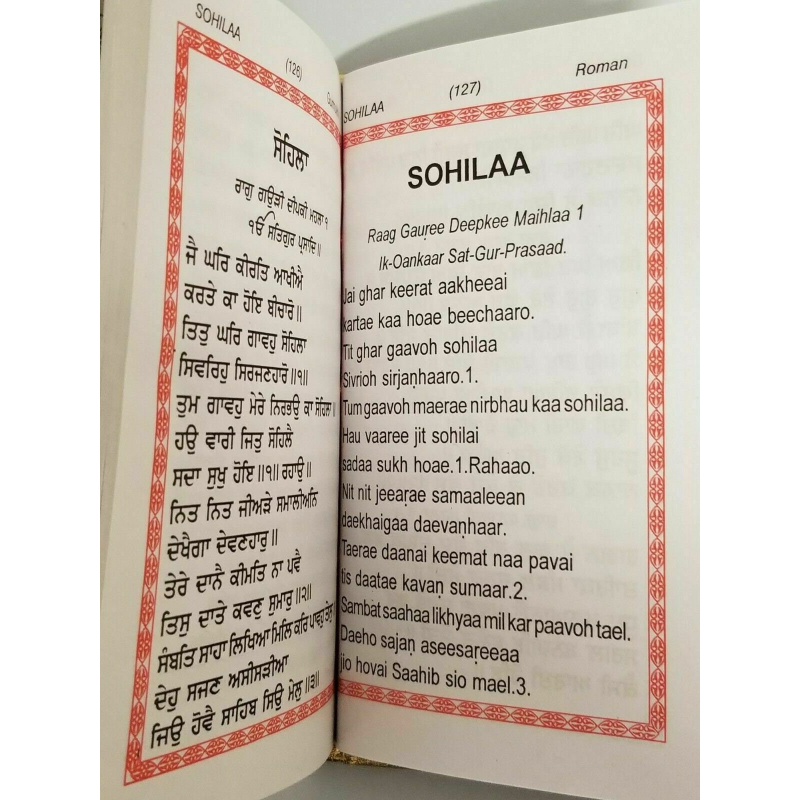 SOHILAA
(126)
ਸੋਹਿਲਾ
ਰਾਗੁ ਗਉੜੀ ਦੀਪਕੀ ਮਹਲਾ ੧
ੴ ਸਤਿਗੁਰ ਪ੍ਰਸਾਦਿ॥
ਜੈ ਘਰਿ ਕੀਰਤਿ ਆਖੀਐ
ਕਰਤੇ ਕਾ ਹੋਇ ਬੀਚਾਰੋ॥
ਤਿਤੁ ਘਰਿ ਗਾਵਹੁ ਸੋਹਿਲਾ
ਸਿਵਰਿਹੁ ਸਿਰਜਣਹਾਰੋ॥੧॥
ਤੁਮ ਗਾਵਹੁ ਮੇਰੇ ਨਿਰਭਉ ਕਾ ਸੋਹਿਲਾ॥
ਹਉ ਵਾਰੀ ਜਿਤੁ ਸੋਹਿਲੈ
ਸਦਾ ਸੁਖੁ ਹੋਇ॥੧॥ ਰਹਾਉ॥
ਨਿਤ ਨਿਤ ਜੀਅੜੇ ਸਮਾਲੀਅਨਿ
ਦੇਖੈਗਾ ਦੇਵਣਹਾਰੁ॥
ਤੇਰੇ ਦਾਨੈ ਕੀਮਤਿ ਨਾ ਪਵੈ
ਤਿਸੁ ਦਾਤੇ ਕਵਣੁ ਸੁਮਾਰੁ॥੨॥
ਸੰਬਤਿ ਸਾਹਾ ਲਿਖਿਆ ਮਿਲਿ ਕਰਿ ਪਾਵਹੁ ਤੇਲੁ॥
ਦੇਹੁ ਸਜਣ ਅਸੀਸੜੀਆ
ਜਿਉ ਹੋਵੈ ਸਾਹਿਬ ਸਿਉ ਮੇਲੁ॥੩॥
SOHILAA (127) Roman
SOHILAA
Raag Gauṛee Deepkee Maihlaa 1
Ik-Oankaar Sat-Gur-Prasaad.
Jai ghar keerat aakheeai
kartae kaa hoae beechaaro.
Tit ghar gaavoh sohilaa
Sivrioh sirjaṇhaaro.1.
Tum gaavoh maerae nirbhau kaa sohilaa.
Hau vaaree jit sohilai
sadaa sukh hoae.1.Rahaao.
Nit nit jeeaṛae samaaleean
daekhaigaa daevaṇhaar.
Taerae daanai keemat naa pavai
tis daatae kavaṇ sumaar.2.
Sambat saahaa likhyaa mil kar paavoh tael.
Daeho sajaṇ aseesaṛeeaa
jio hovai Saahib sio mael.3.